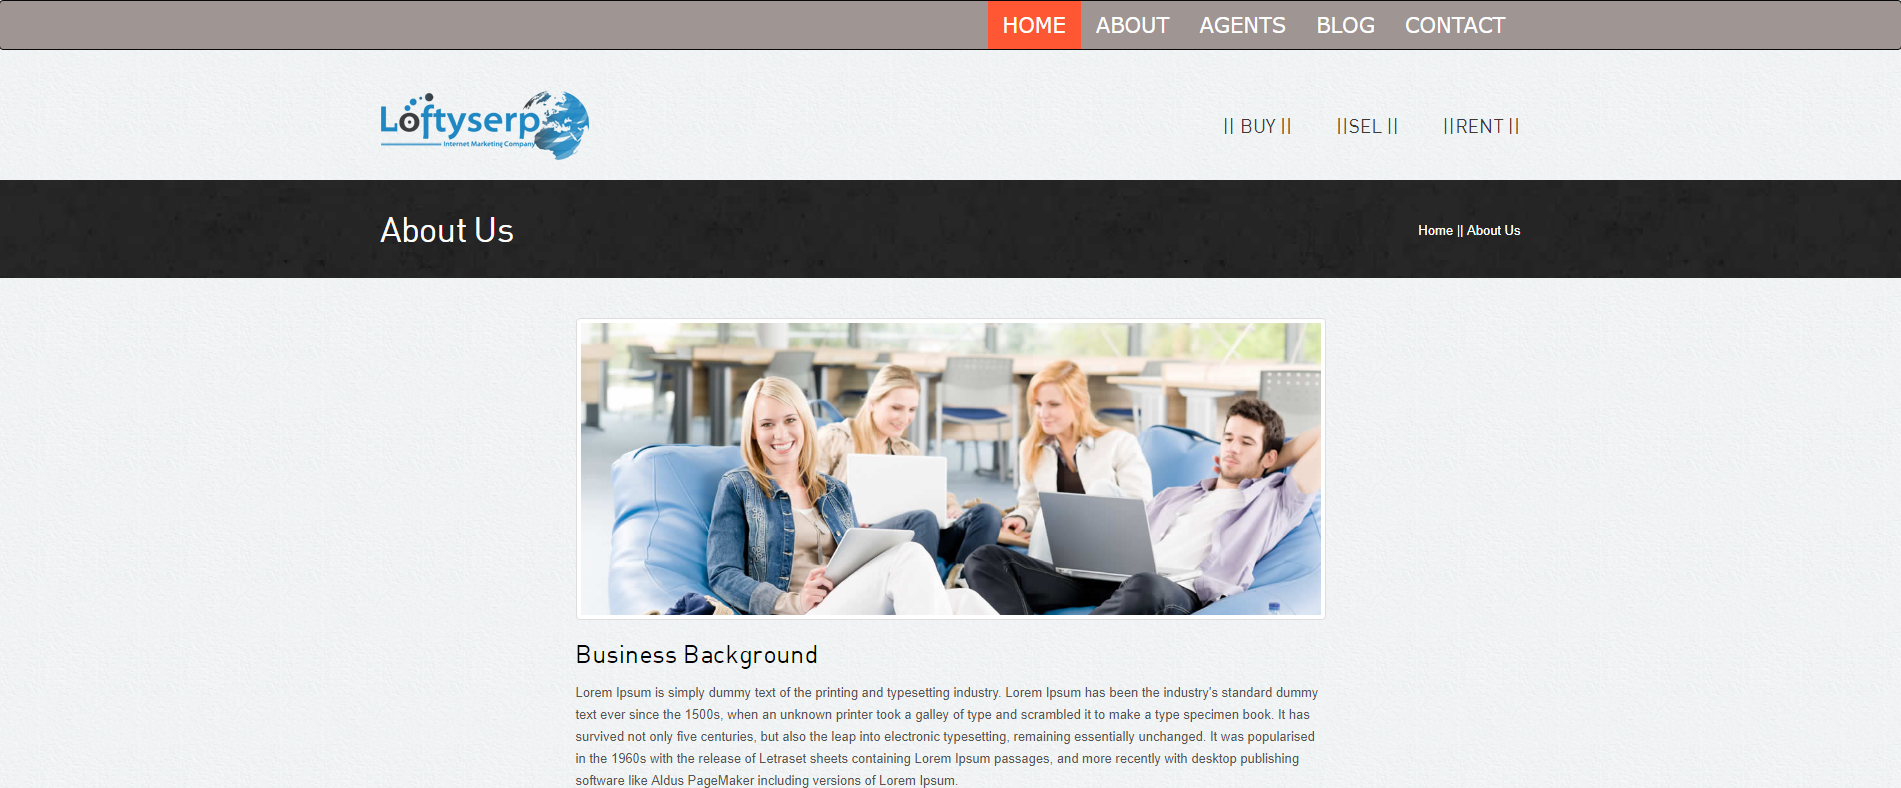 HOME ABOUT AGENTS BLOG CONTACT
Loftyserp
Internet Marketing Company
|| BUY || ||SEL || ||RENT ||
About Us
Home || About Us
Business Background
Lorem Ipsum is simply dummy text of the printing and typesetting industry. Lorem Ipsum has been the industry's standard dummy
text ever since the 1500s, when an unknown printer took a galley of type and scrambled it to make a type specimen book. It has
survived not only five centuries, but also the leap into electronic typesetting, remaining essentially unchanged. It was popularised
in the 1960s with the release of Letraset sheets containing Lorem Ipsum passages, and more recently with desktop publishing
software like Aldus PageMaker including versions of Lorem Ipsum.